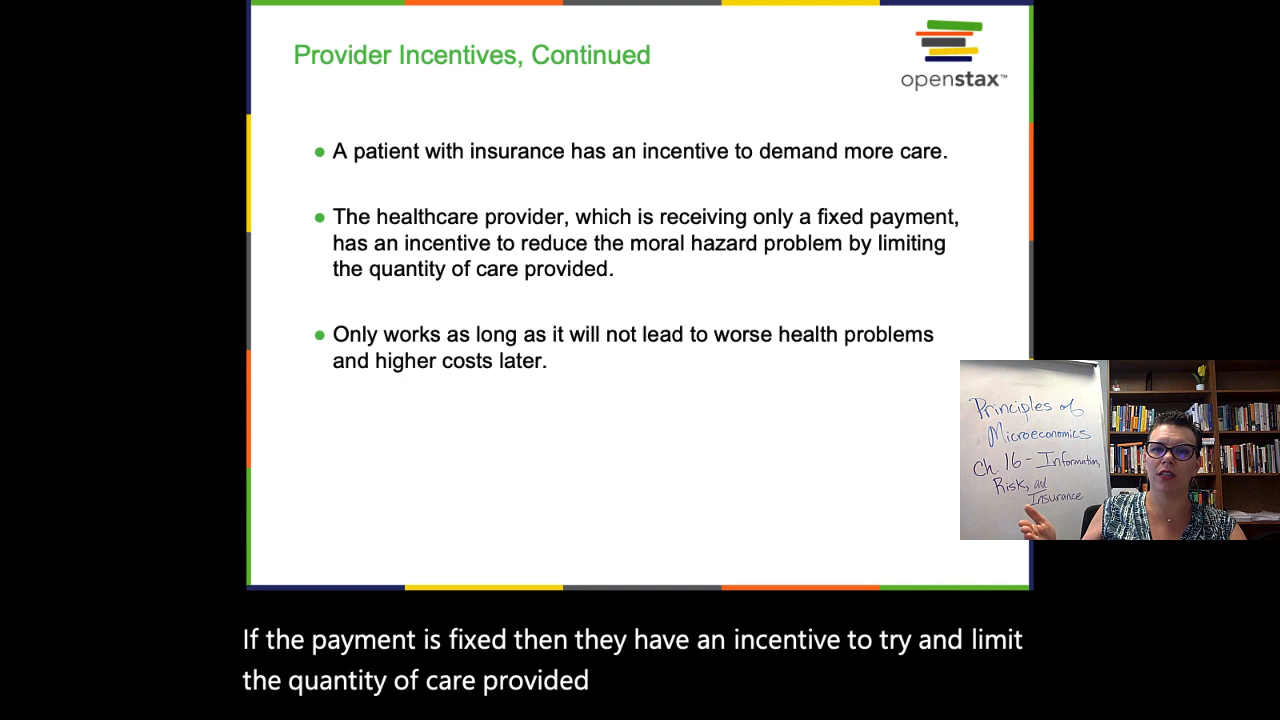 Provider Incentives, Continued
openstax™
● A patient with insurance has an incentive to demand more care.
● The healthcare provider, which is receiving only a fixed payment,
has an incentive to reduce the moral hazard problem by limiting
the quantity of care provided.
● Only works as long as it will not lead to worse health problems
and higher costs later.
Principles of
Microeconomics
Ch 16 - Information,
Risk, and
Insurance
If the payment is fixed then they have an incentive to try and limit
the quantity of care provided